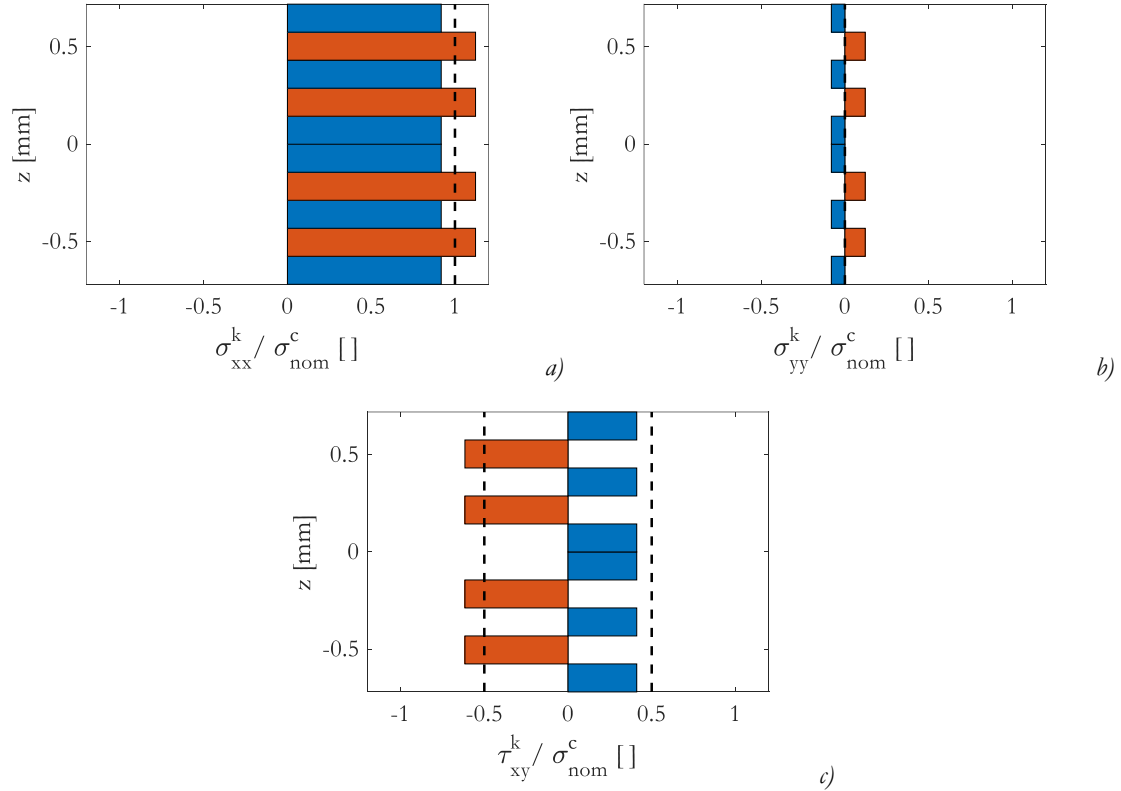 0.5
0
-0.5
z [mm]
-1 -0.5 0 0.5 1
σ^k_xx / σ^c_nom [ ]
a)
0.5
0
-0.5
z [mm]
-1 -0.5 0 0.5 1
σ^k_yy / σ^c_nom [ ]
b)
0.5
0
-0.5
z [mm]
-1 -0.5 0 0.5 1
τ^k_xy / σ^c_nom [ ]
c)